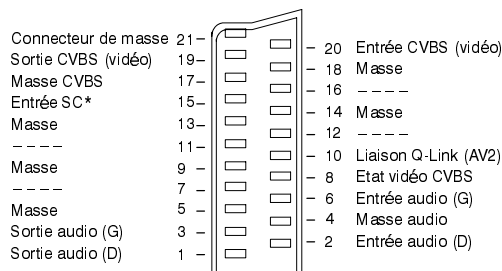 Connecteur de masse 21
Sortie CVBS (vidéo) 19
Masse CVBS 17
Entrée SC* 15
Masse 13
---- 11
Masse 9
---- 7
Masse 5
Sortie audio (G) 3
Sortie audio (D) 1
20 Entrée CVBS (vidéo)
18 Masse
16 ----
14 Masse
12 ----
10 Liaison Q-Link (AV2)
8 Etat vidéo CVBS
6 Entrée audio (G)
4 Masse audio
2 Entrée audio (D)